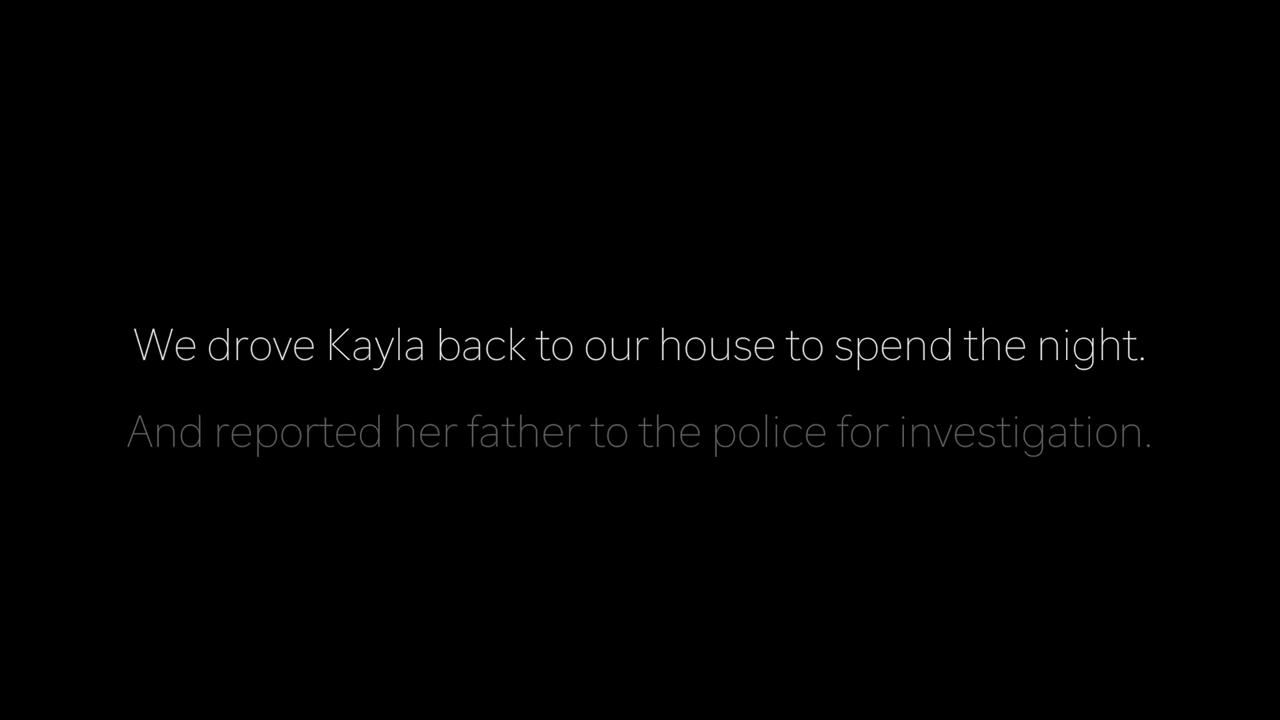 We drove Kayla back to our house to spend the night.
And reported her father to the police for investigation.